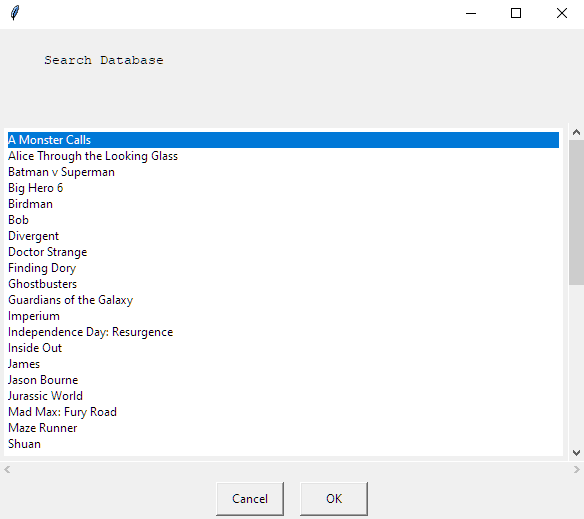 Search Database
A Monster Calls
Alice Through the Looking Glass
Batman v Superman
Big Hero 6
Birdman
Bob
Divergent
Doctor Strange
Finding Dory
Ghostbusters
Guardians of the Galaxy
Imperium
Independence Day: Resurgence
Inside Out
James
Jason Bourne
Jurassic World
Mad Max: Fury Road
Maze Runner
Shuan
Cancel OK